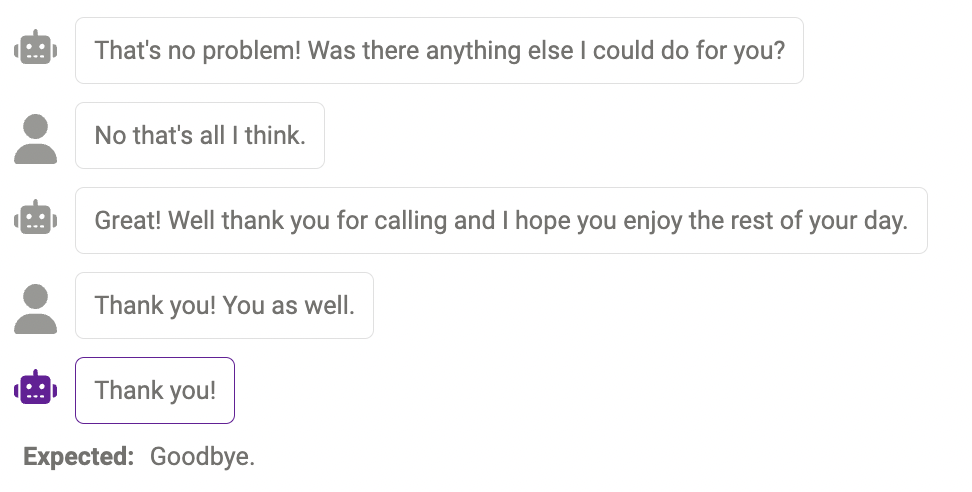 That's no problem! Was there anything else I could do for you?
No that's all I think.
Great! Well thank you for calling and I hope you enjoy the rest of your day.
Thank you! You as well.
Thank you!
Expected: Goodbye.